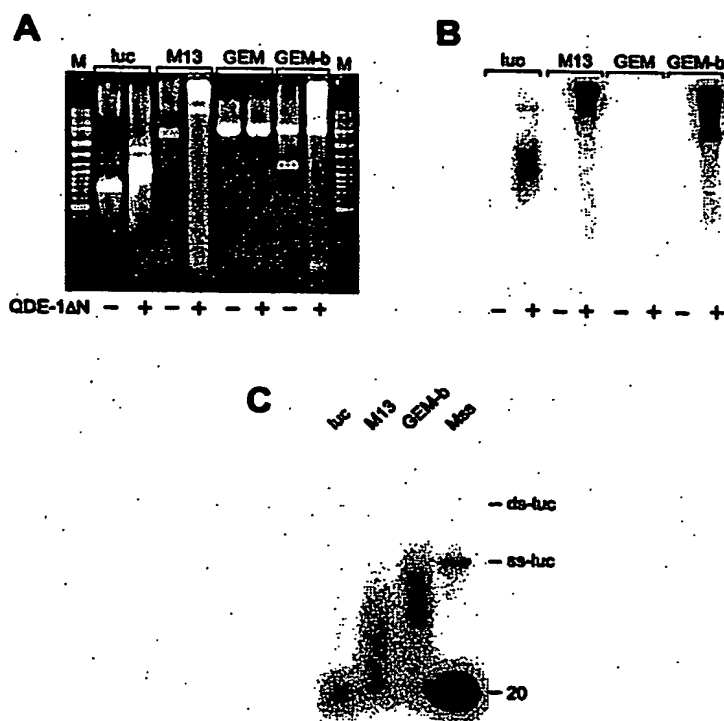 A
M luc M13 GEM GEM-b M
QDE-1ΔN – + – + – + – +
B
luc M13 GEM GEM-b
– + – + – + – +
C
luc M13 GEM-b Mss
– ds-luc
– ss-luc
– 20